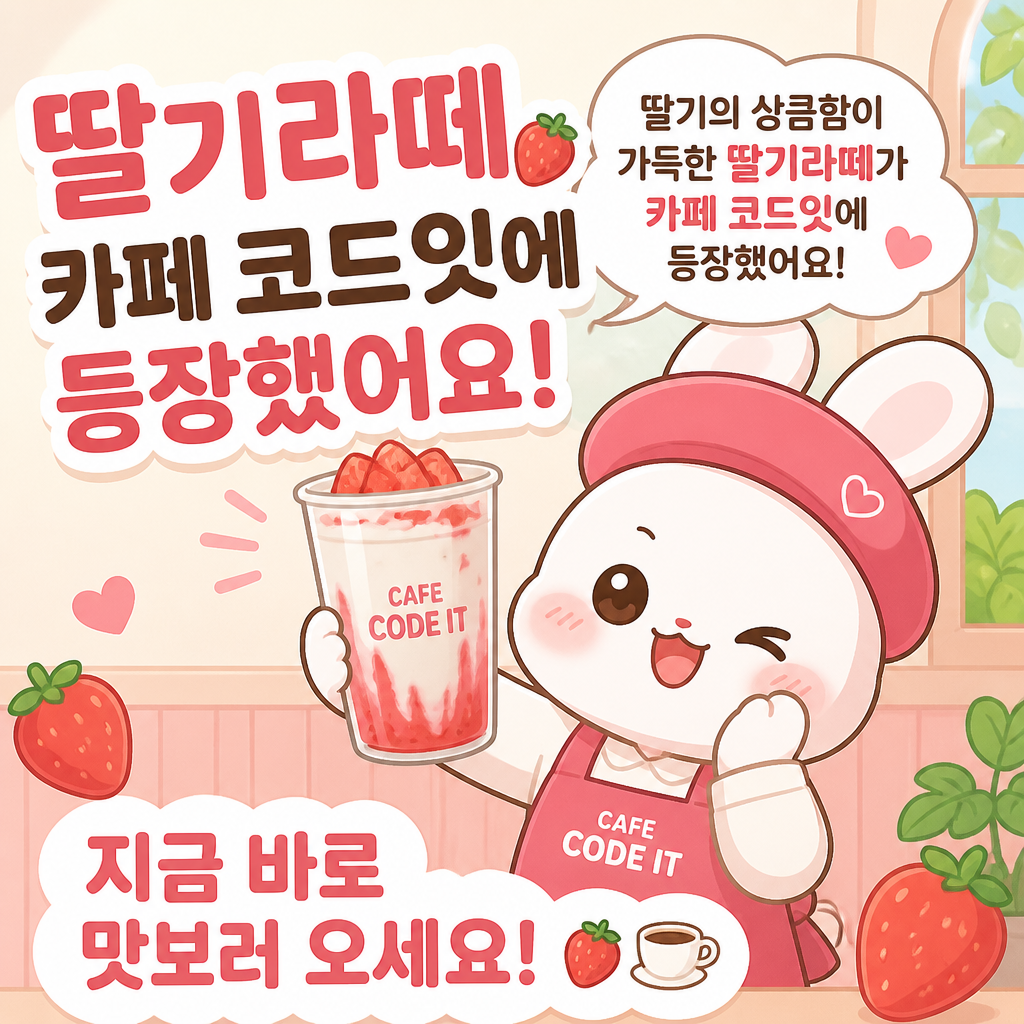 딸기라떼
카페 코드잇에
등장했어요!
딸기의 상큼함이
가득한 딸기라떼가
카페 코드잇에
등장했어요!
CAFE
CODE IT
CAFE
CODE IT
지금 바로
맛보러 오세요!